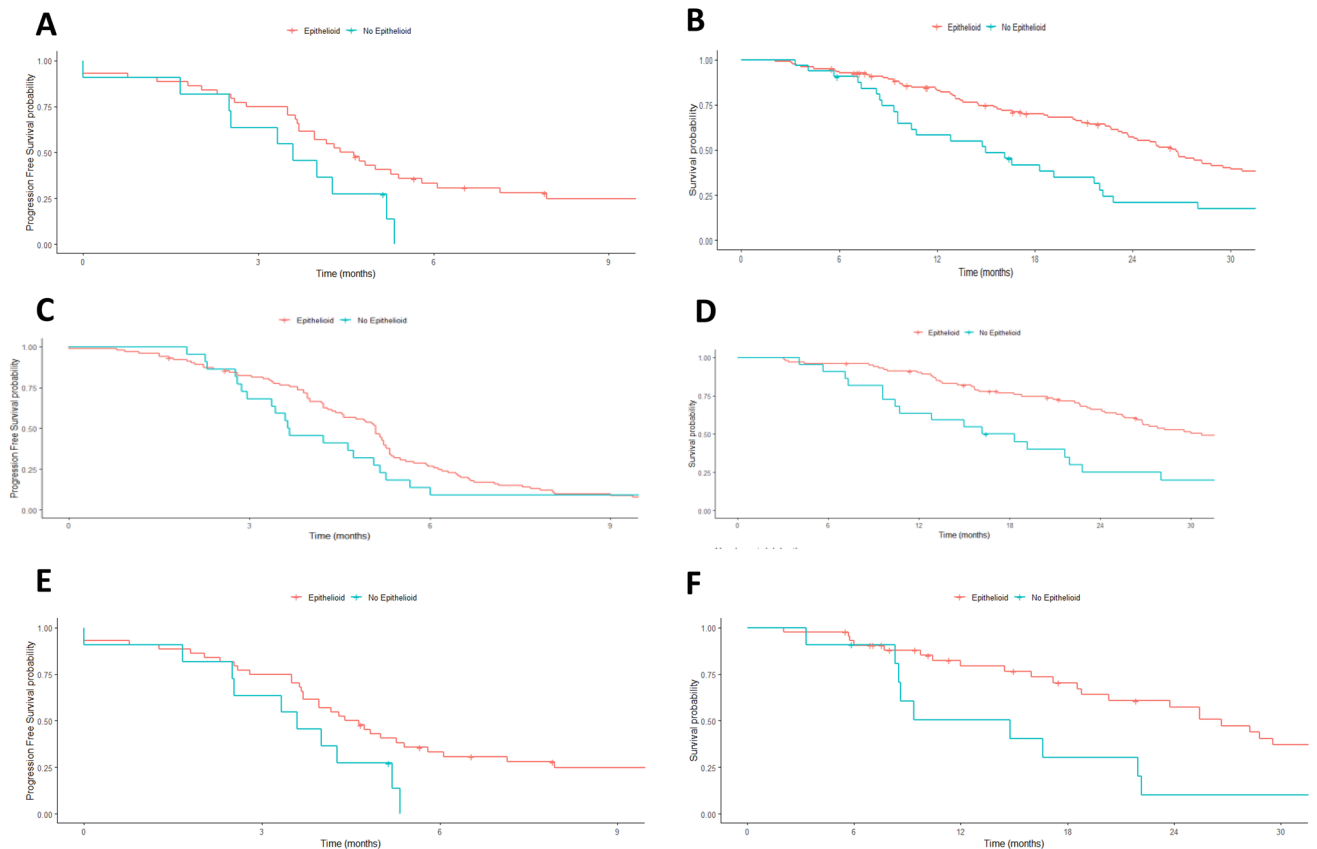 A
Epithelioid No Epithelioid
Progression Free Survival probability
1.00
0.75
0.50
0.25
0.00
0 3 6 9
Time (months)
B
Epithelioid No Epithelioid
Survival probability
1.00
0.75
0.50
0.25
0.00
0 6 12 18 24 30
Time (months)
C
Epithelioid No Epithelioid
Progression Free Survival probability
1.00
0.75
0.50
0.25
0.00
0 3 6 9
Time (months)
D
Epithelioid No Epithelioid
Survival probability
1.00
0.75
0.50
0.25
0.00
0 6 12 18 24 30
Time (months)
E
Epithelioid No Epithelioid
Progression Free Survival probability
1.00
0.75
0.50
0.25
0.00
0 3 6 9
Time (months)
F
Epithelioid No Epithelioid
Survival probability
1.00
0.75
0.50
0.25
0.00
0 6 12 18 24 30
Time (months)